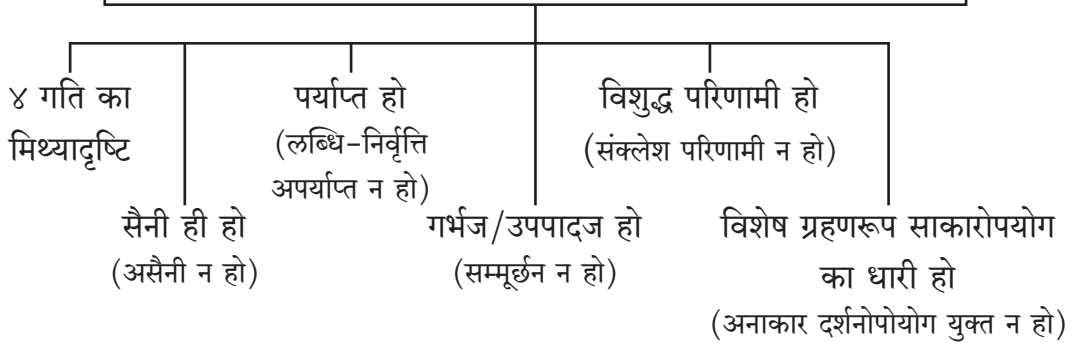 ४ गति का
मिथ्यादृष्टि
पर्याप्त हो
(लब्धि-निर्वृत्ति
अपर्याप्त न हो)
विशुद्ध परिणामी हो
(संक्लेश परिणामी न हो)
सैनी ही हो
(असैनी न हो)
गर्भज/उपपादज हो
(सम्मूर्छन न हो)
विशेष ग्रहणरूप साकारोपयोग
का धारी हो
(अनाकार दर्शनोपोयोग युक्त न हो)